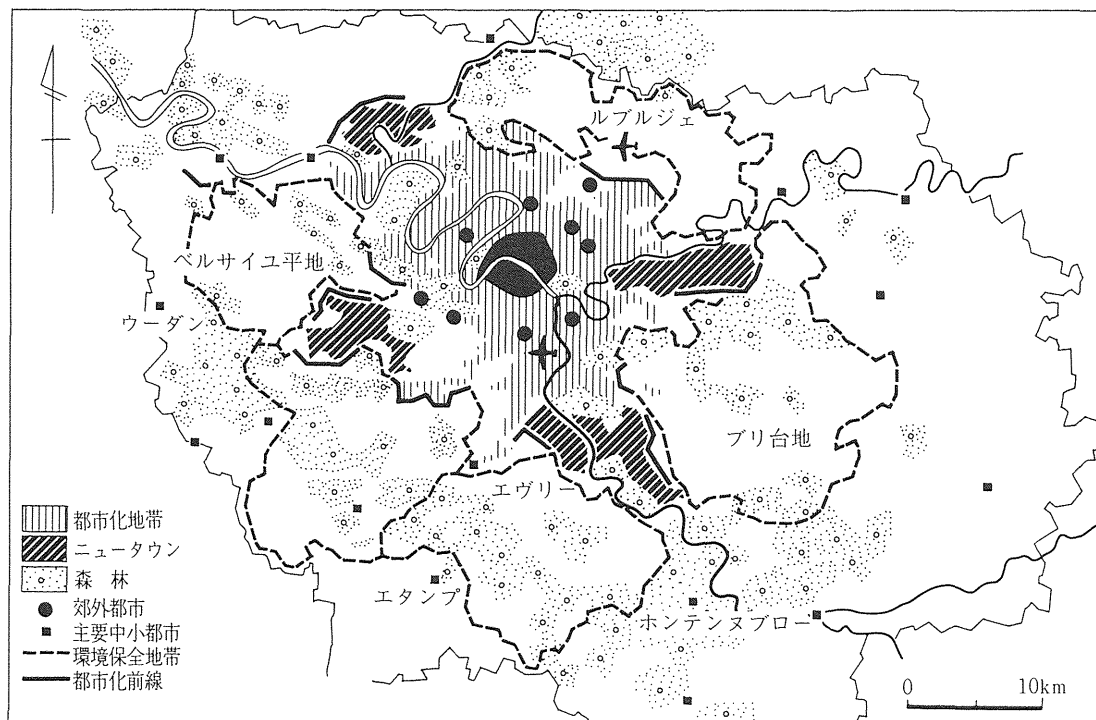 ルブルジェ
ベルサイユ平地
ウーダン
ブリ台地
エヴリー
エタンプ
ホンテンヌブロー
都市化地帯
ニュータウン
森林
郊外都市
主要中小都市
環境保全地帯
都市化前線
0 10km